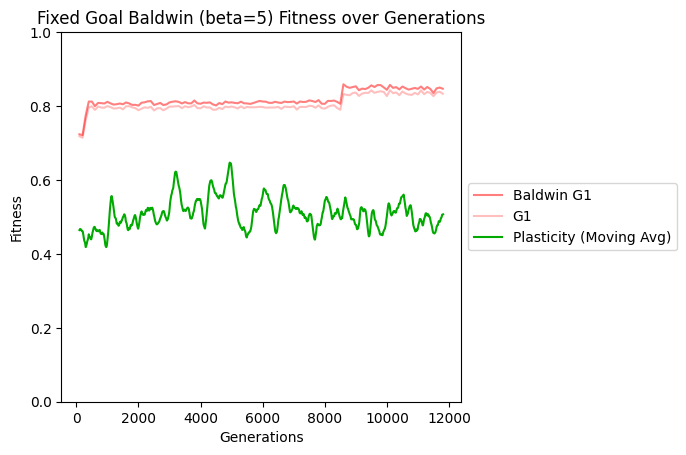 Fixed Goal Baldwin (beta=5) Fitness over Generations
1.0
0.8
0.6
0.4
0.2
0.0
Fitness
0 2000 4000 6000 8000 10000 12000
Generations
Baldwin G1
G1
Plasticity (Moving Avg)